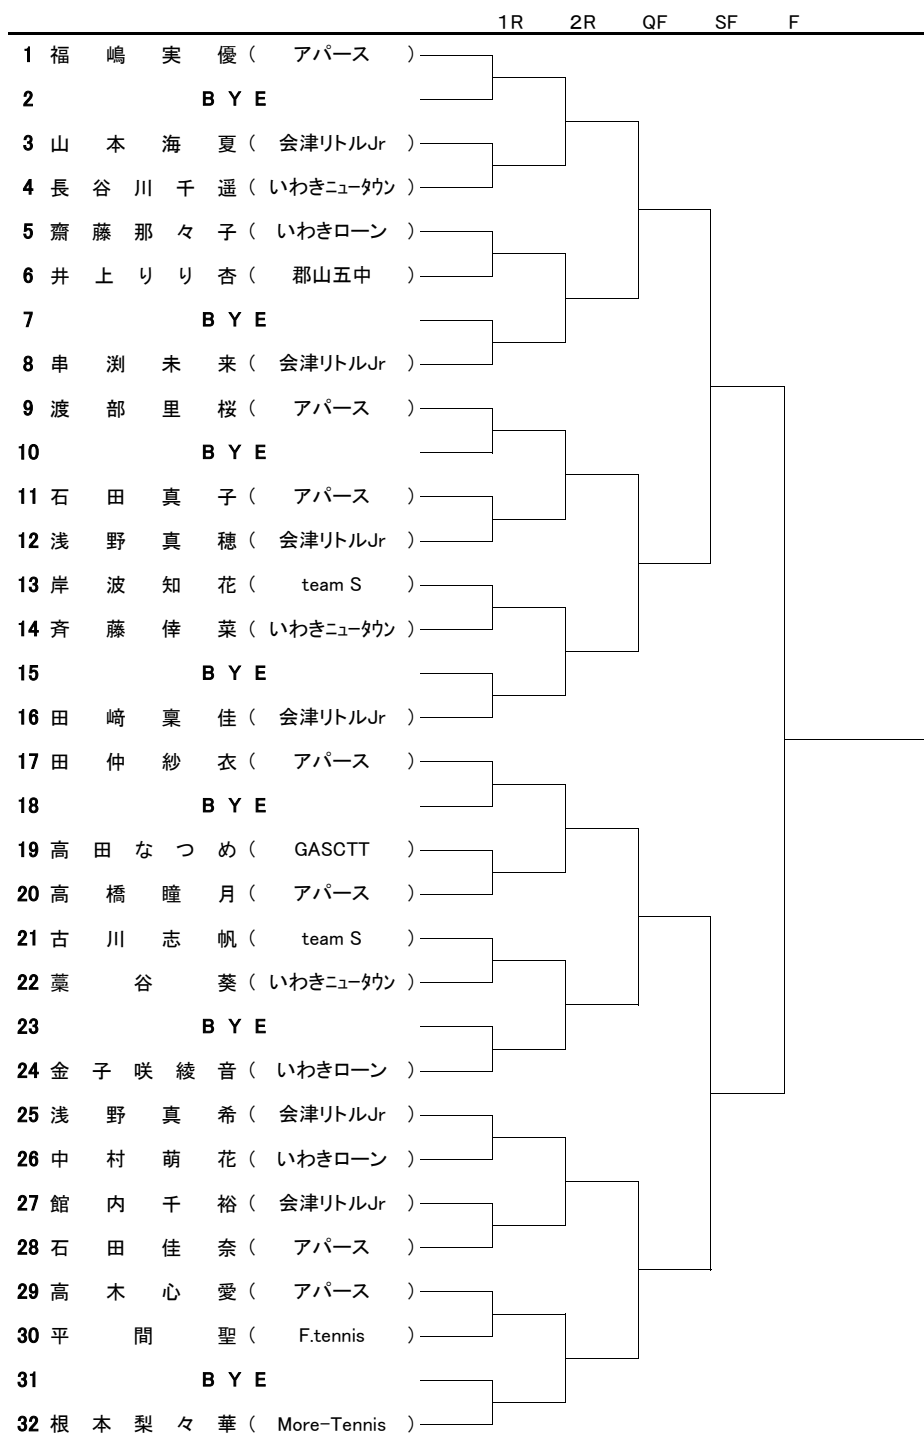 1R 2R QF SF F
1 福嶋実優(アパース)
2 BYE
3 山本海夏(会津リトルJr)
4 長谷川千遥(いわきニュータウン)
5 齋藤那々子(いわきローン)
6 井上りり杏(郡山五中)
7 BYE
8 串渕未来(会津リトルJr)
9 渡部里桜(アパース)
10 BYE
11 石田真子(アパース)
12 浅野真穂(会津リトルJr)
13 岸波知花(team S)
14 斉藤倖菜(いわきニュータウン)
15 BYE
16 田﨑稟佳(会津リトルJr)
17 田仲紗衣(アパース)
18 BYE
19 高田なつめ(GASCTT)
20 高橋瞳月(アパース)
21 古川志帆(team S)
22 藁谷葵(いわきニュータウン)
23 BYE
24 金子咲綾音(いわきローン)
25 浅野真希(会津リトルJr)
26 中村萌花(いわきローン)
27 館内千裕(会津リトルJr)
28 石田佳奈(アパース)
29 高木心愛(アパース)
30 平間聖(F.tennis)
31 BYE
32 根本梨々華(More-Tennis)